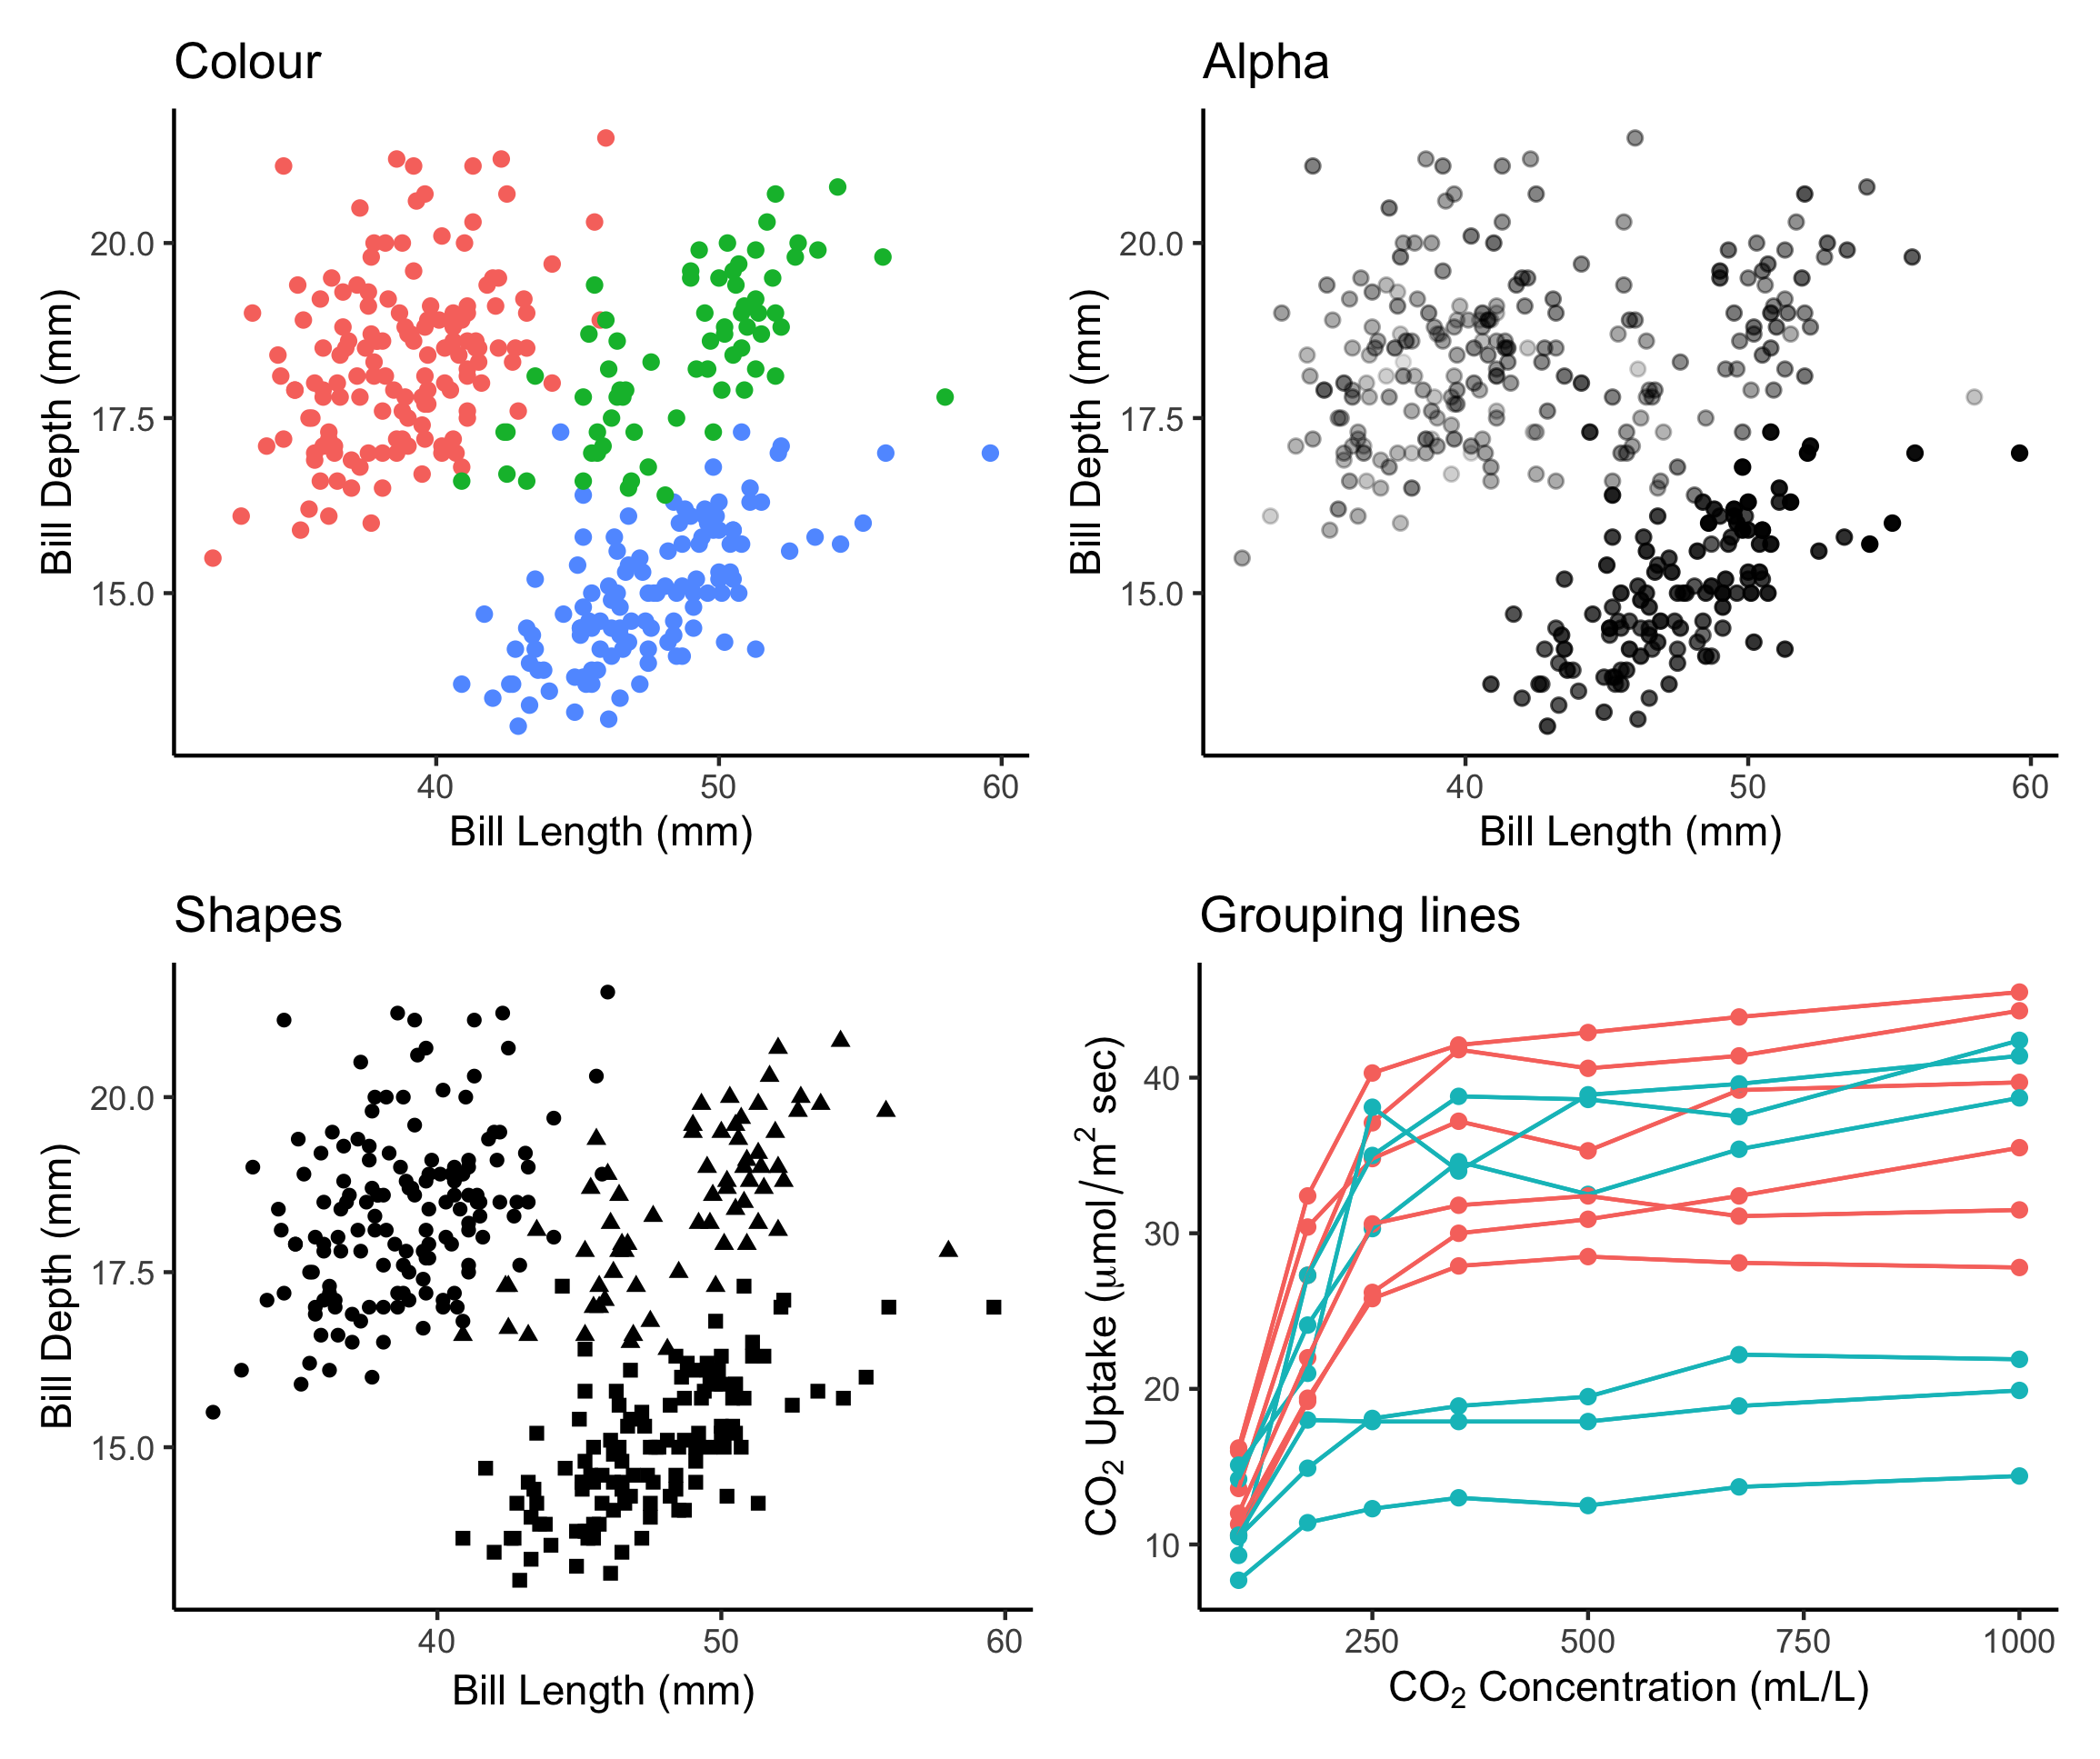 Colour
Bill Depth (mm)
20.0
17.5
15.0
40 50 60
Bill Length (mm)
Alpha
Bill Depth (mm)
20.0
17.5
15.0
40 50 60
Bill Length (mm)
Shapes
Bill Depth (mm)
20.0
17.5
15.0
40 50 60
Bill Length (mm)
Grouping lines
CO₂ Uptake (μmol/m² sec)
40
30
20
10
250 500 750 1000
CO₂ Concentration (mL/L)